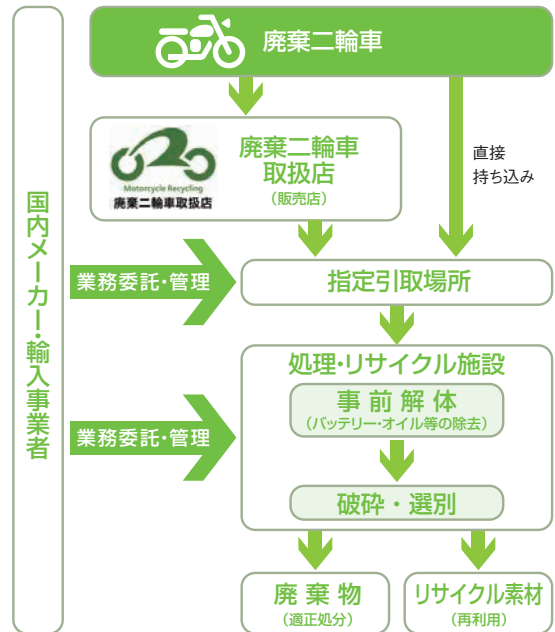 廃棄二輪車
Motorcycle Recycling
廃棄二輪車取扱店
廃棄二輪車
取扱店
(販売店)
直接
持ち込み
国内メーカー・輸入事業者
業務委託・管理
指定引取場所
処理・リサイクル施設
事前解体
(バッテリー・オイル等の除去)
業務委託・管理
破砕・選別
廃棄物
(適正処分)
リサイクル素材
(再利用)